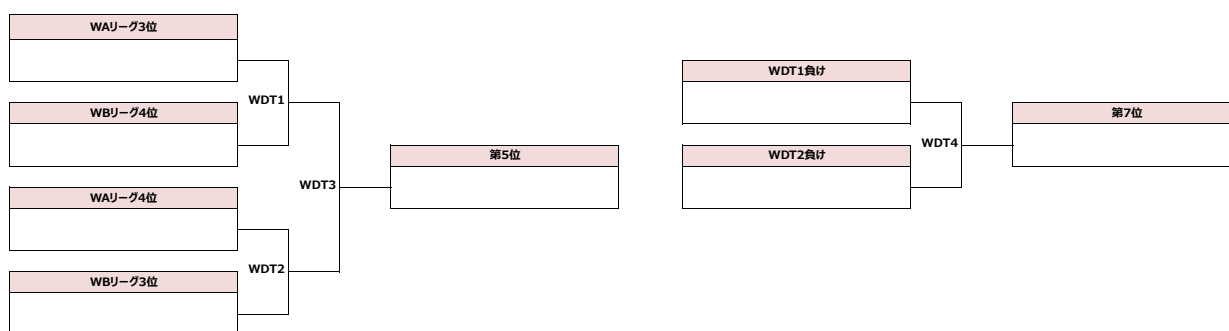 WAリーグ3位
WDT1
WBリーグ4位
WDT3
第5位
WAリーグ4位
WDT2
WBリーグ3位
WDT1負け
WDT4
第7位
WDT2負け